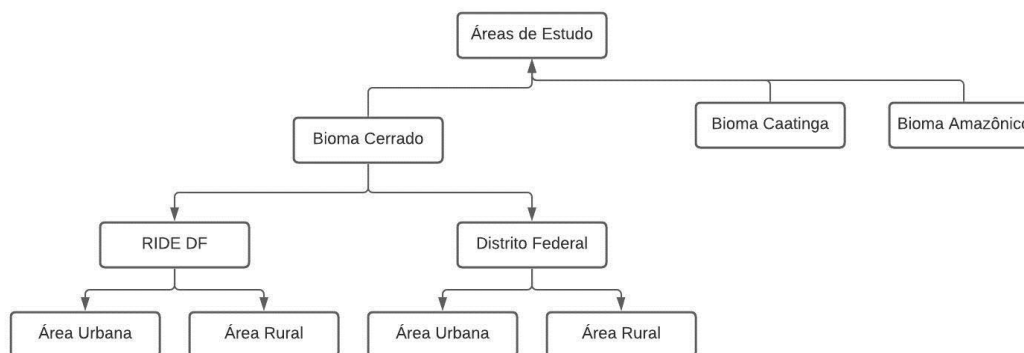 Áreas de Estudo
Bioma Caatinga
Bioma Amazônico
Bioma Cerrado
RIDE DF
Distrito Federal
Área Urbana
Área Rural
Área Urbana
Área Rural